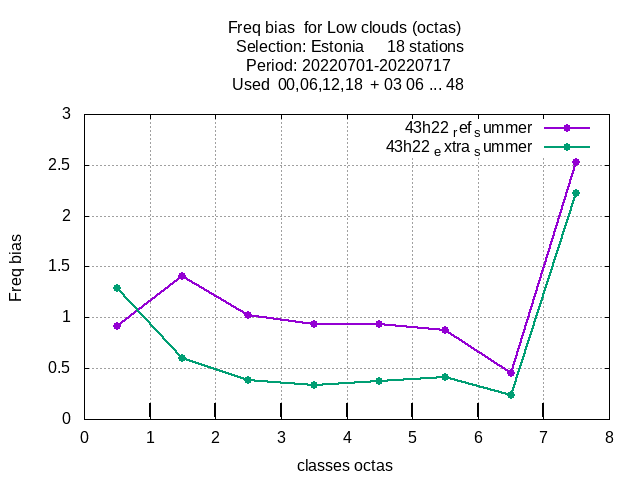 Freq bias  for Low clouds (octas)
Selection: Estonia     18 stations
Period: 20220701-20220717
Used  00,06,12,18  + 03 06 ... 48
43h22 ref summer
43h22 extra summer
3
2.5
2
1.5
1
0.5
0
Freq bias
0 1 2 3 4 5 6 7 8
classes octas